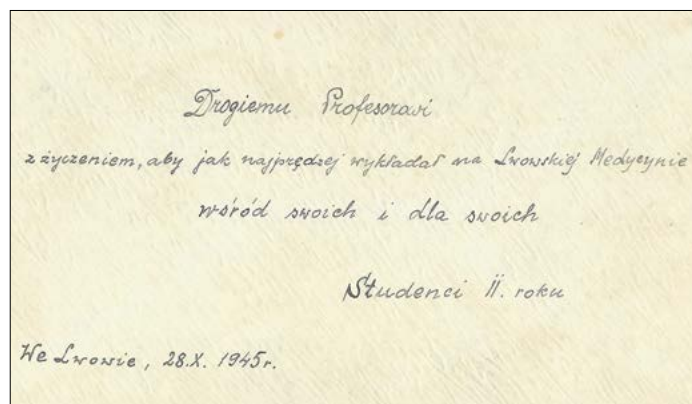 Drogiemu Profesorowi
z życzeniem, aby jak najprędzej wykładał na Lwowskiej Medycynie
wśród swoich i dla swoich
Studenci II. roku
We Lwowie, 28.X. 1945r.